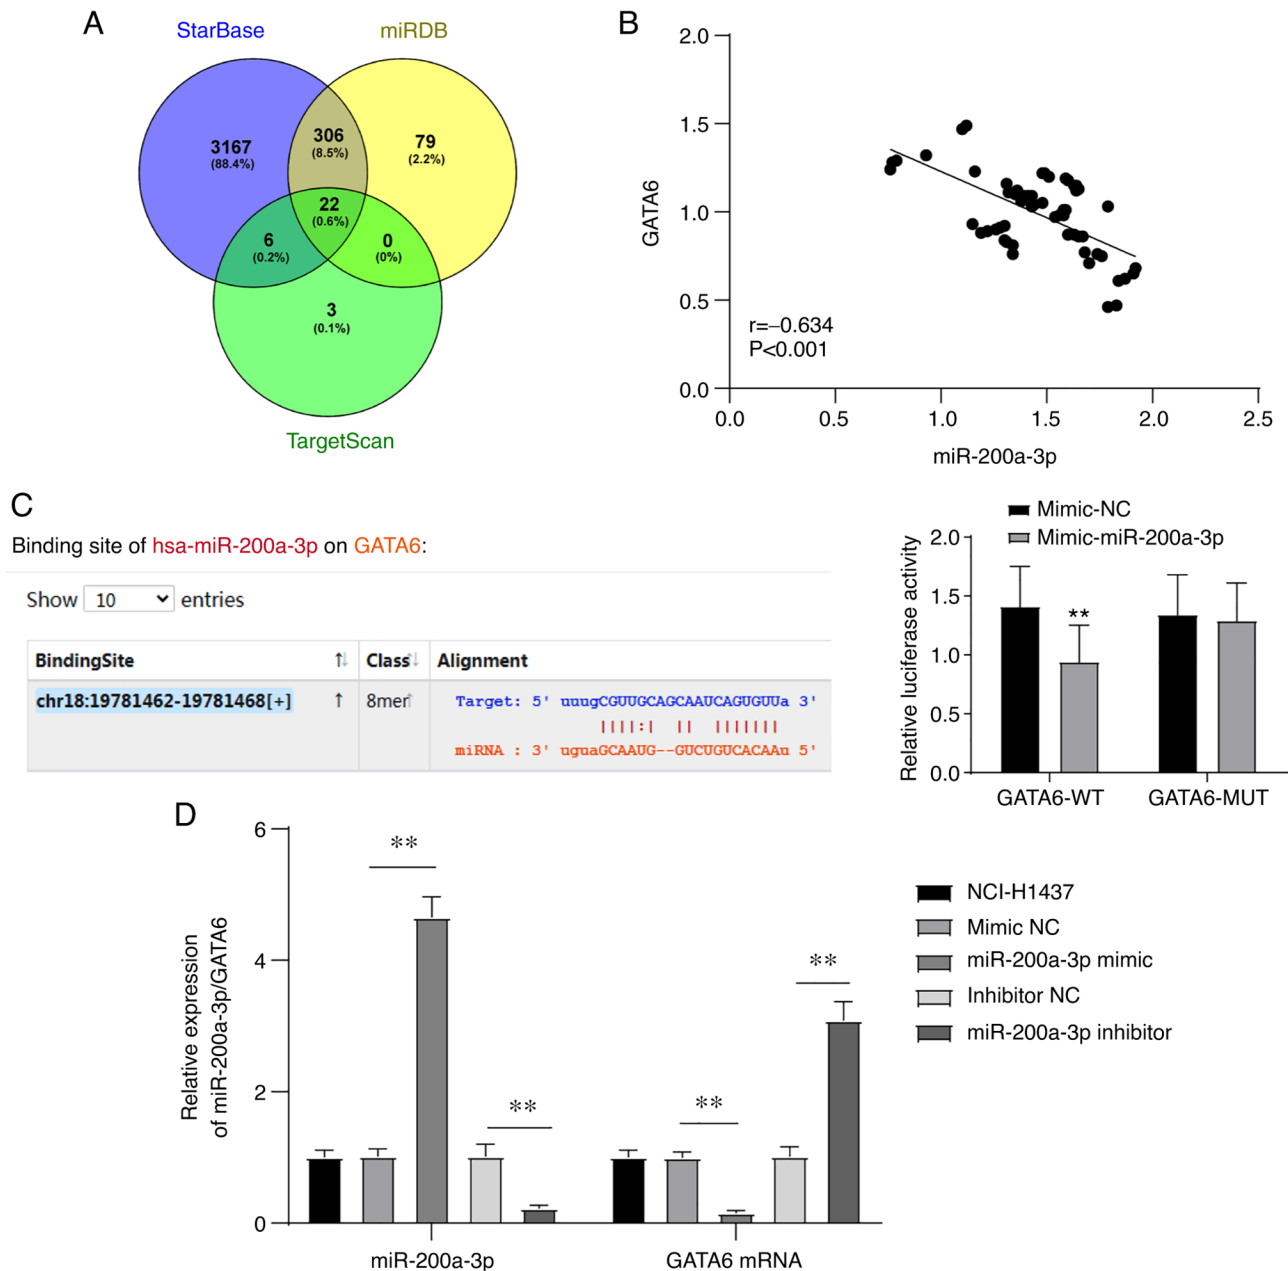 A
StarBase
miRDB
3167
(88.4%)
306
(8.5%)
79
(2.2%)
22
(0.6%)
6
(0.2%)
0
(0%)
3
(0.1%)
TargetScan
B
2.0
1.5
1.0
0.5
0.0
GATA6
r=−0.634
P<0.001
0.0 0.5 1.0 1.5 2.0 2.5
miR-200a-3p
C
Binding site of hsa-miR-200a-3p on GATA6:
Show 10 entries
BindingSite ↑↓ Class↑↓ Alignment
chr18:19781462-19781468[+] ↑ 8mer↑ Target: 5' uuugCGUUGCAGCAAUCAGUGUUa 3'
||||:| || |||||||
miRNA : 3' uguaGCAAUG--GUCUGUCACAAu 5'
Mimic-NC
Mimic-miR-200a-3p
2.0
1.5
1.0
0.5
0.0
Relative luciferase activity
**
GATA6-WT GATA6-MUT
D
6
4
2
0
Relative expression
of miR-200a-3p/GATA6
**
**
**
**
miR-200a-3p GATA6 mRNA
NCI-H1437
Mimic NC
miR-200a-3p mimic
Inhibitor NC
miR-200a-3p inhibitor